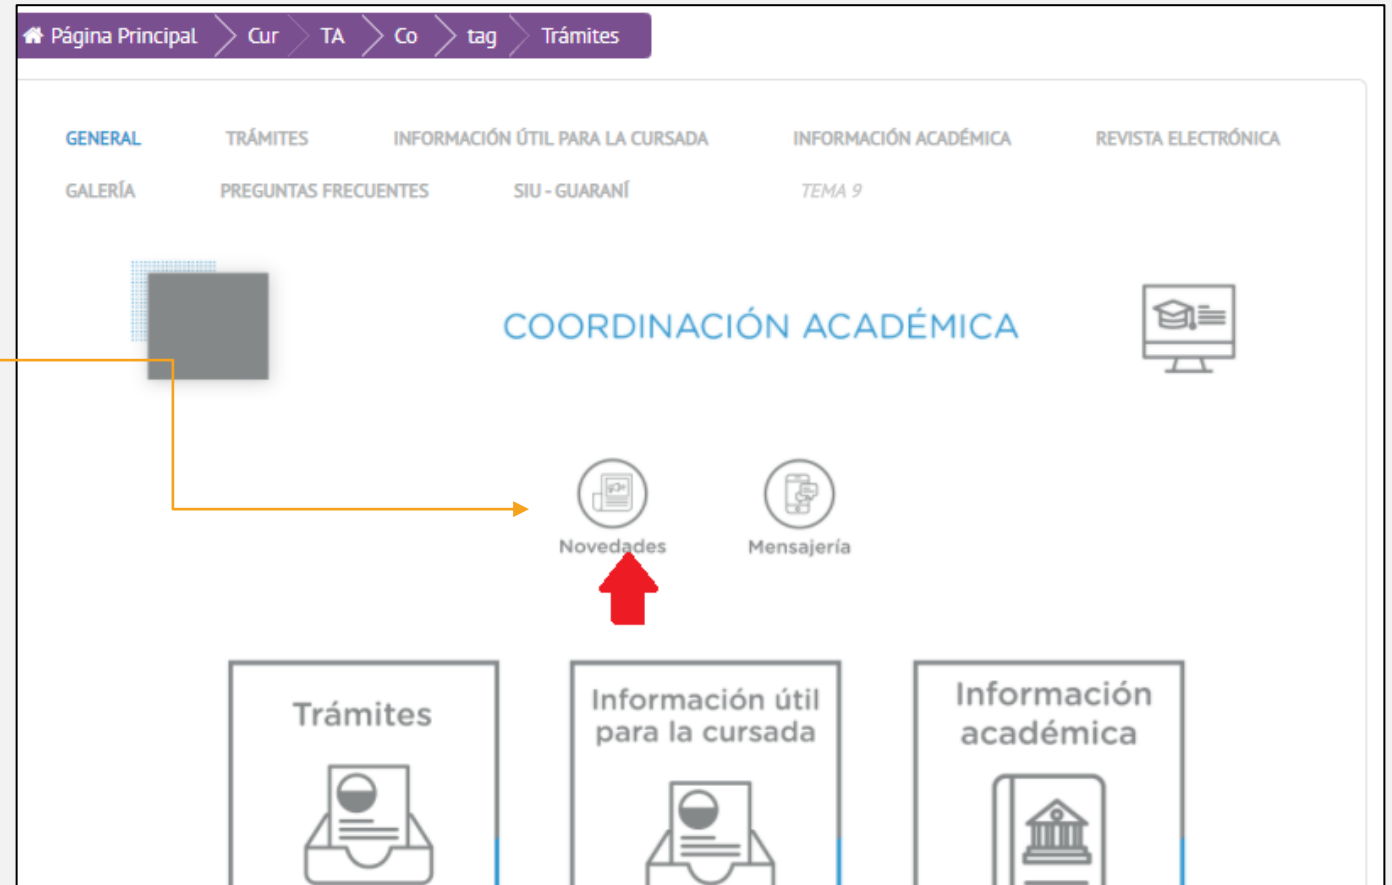 Página Principal Cur TA Co tag Trámites
GENERAL TRÁMITES INFORMACIÓN ÚTIL PARA LA CURSADA INFORMACIÓN ACADÉMICA REVISTA ELECTRÓNICA
GALERÍA PREGUNTAS FRECUENTES SIU - GUARANÍ TEMA 9
COORDINACIÓN ACADÉMICA
Novedades Mensajería
Trámites
Información útil
para la cursada
Información
académica